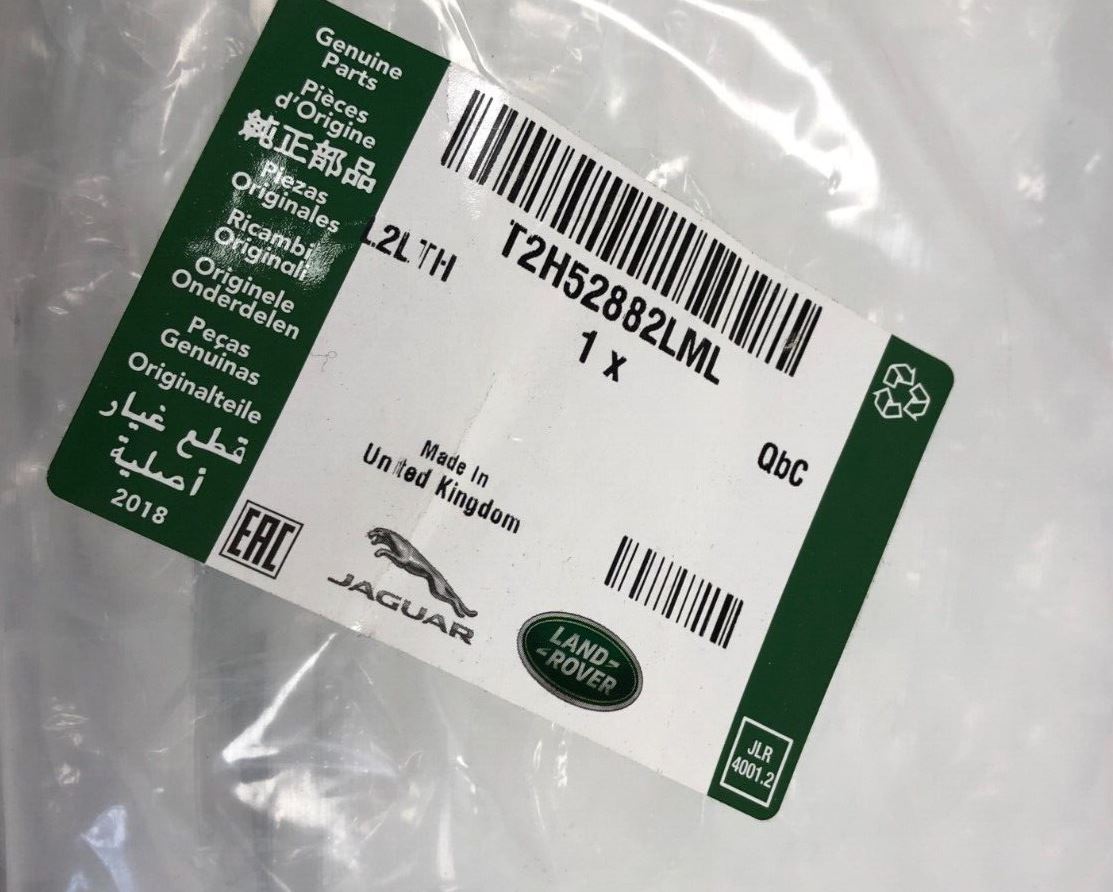 Genuine
Parts
Pièces
d'Origine
純正部品
Piezas
Originales
Ricambi
Originali
Originele
Onderdelen
Peças
Genuinas
Originalteile
قطع غيار
أصلية
2018
T2H52882LML
1 x
QbC
Made In
United Kingdom
EAC
JAGUAR
LAND-
-ROVER
JLR
4001.2